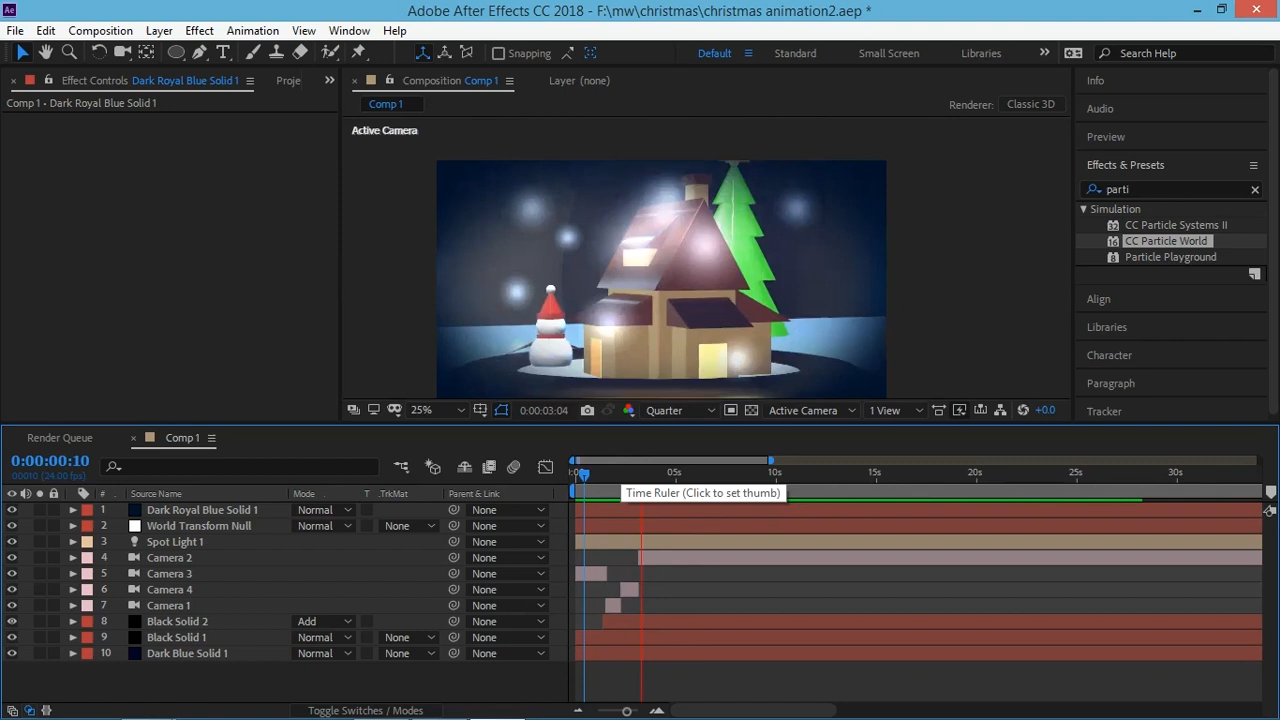 Ae Adobe After Effects CC 2018 - F:\mw\christmas\christmas animation2.aep *
File Edit Composition Layer Effect Animation View Window Help
Snapping Default Standard Small Screen Libraries Search Help
Effect Controls Dark Royal Blue Solid 1 Proje Composition Comp 1 Layer (none) Info
Comp 1 • Dark Royal Blue Solid 1 Comp 1 Renderer: Classic 3D
Audio
Active Camera
Preview
Effects & Presets
parti
Simulation
CC Particle Systems II
CC Particle World
Particle Playground
Align
Libraries
Character
Paragraph
25% 0:00:03:04 Quarter Active Camera 1 View +0.0 Tracker
Render Queue Comp 1
0:00:00:10
00010 (24.00 fps)
05s 10s 15s 20s 25s 30s
# Source Name Mode T TrkMat Parent & Link Time Ruler (Click to set thumb)
1 Dark Royal Blue Solid 1 Normal None
2 World Transform Null Normal None None
3 Spot Light 1 None
4 Camera 2 None
5 Camera 3 None
6 Camera 4 None
7 Camera 1 None
8 Black Solid 2 Add None
9 Black Solid 1 Normal None None
10 Dark Blue Solid 1 Normal None None
Toggle Switches / Modes